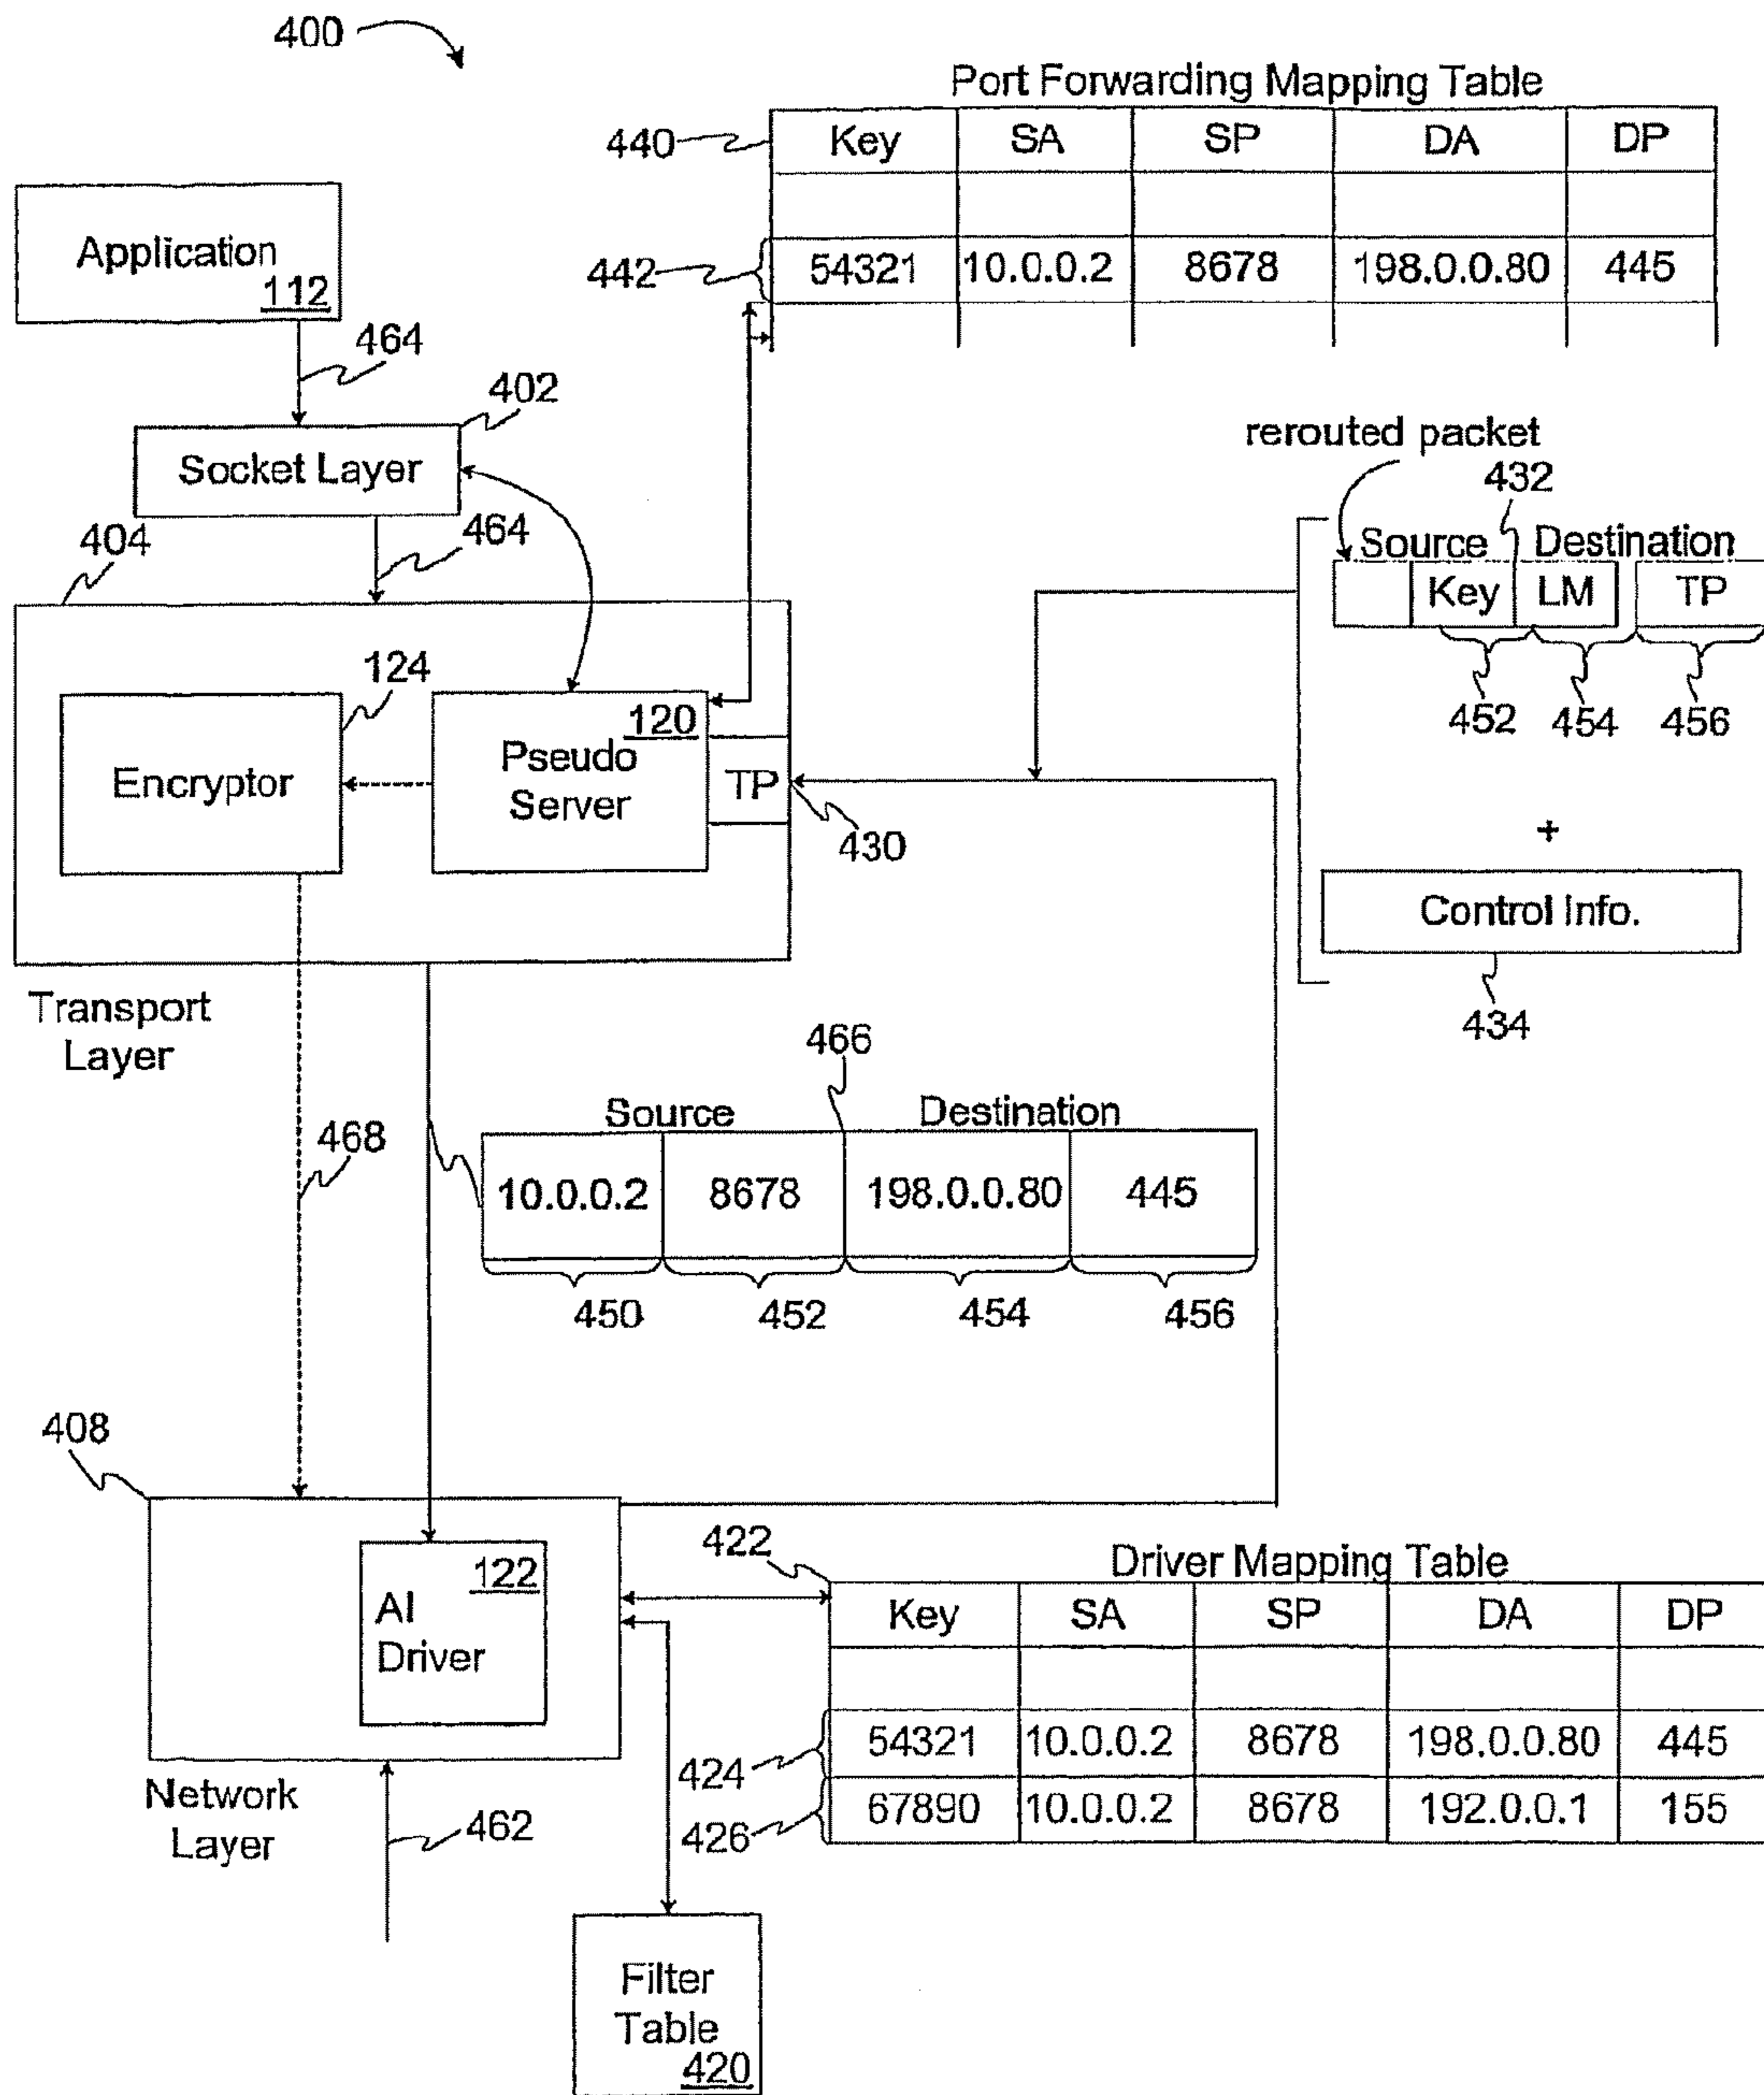 400
Port Forwarding Mapping Table
440
Key SA SP DA DP
442
54321 10.0.0.2 8678 198.0.0.80 445
Application
112
464
402
Socket Layer
464
404
rerouted packet
432
Source Destination
Key LM TP
452 454 456
+
Control Info.
434
124
Encryptor
120
Pseudo
Server
TP
430
Transport
Layer
468
466
Source Destination
10.0.0.2 8678 198.0.0.80 445
450 452 454 456
408
122
AI
Driver
Network
Layer
462
422
Driver Mapping Table
Key SA SP DA DP
424
54321 10.0.0.2 8678 198.0.0.80 445
426
67890 10.0.0.2 8678 192.0.0.1 155
Filter
Table
420